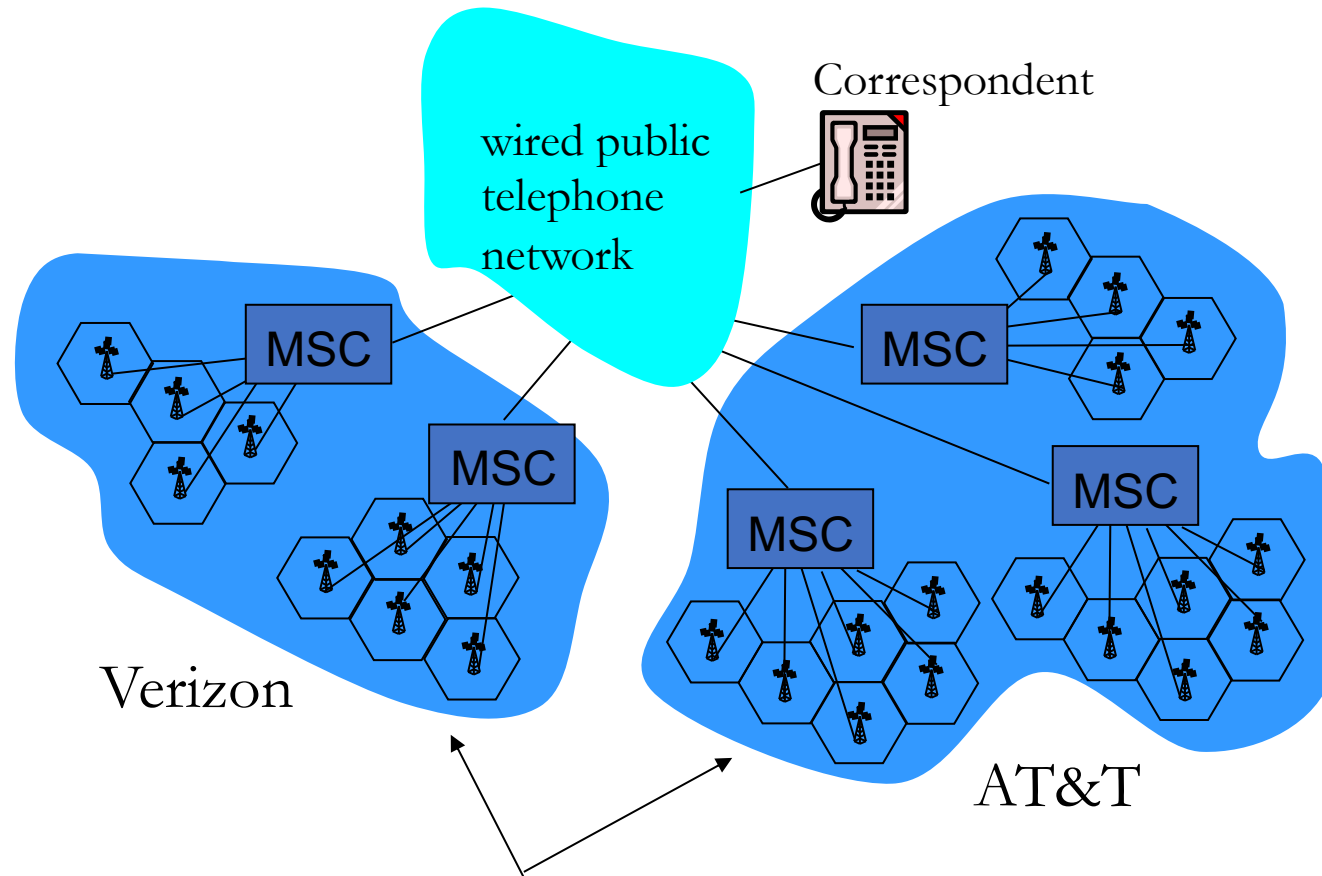 Correspondent
wired public
telephone
network
MSC
MSC
MSC
MSC
MSC
Verizon
AT&T